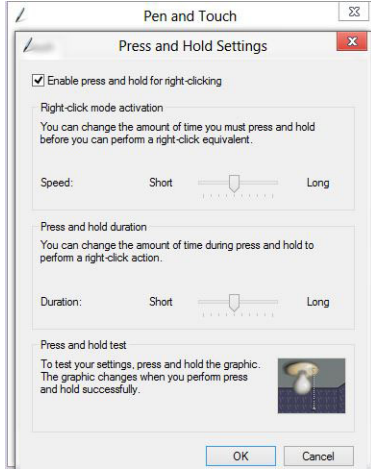 Pen and Touch
Press and Hold Settings
Enable press and hold for right-clicking
Right-click mode activation
You can change the amount of time you must press and hold
before you can perform a right-click equivalent.
Speed: Short Long
Press and hold duration
You can change the amount of time during press and hold to
perform a right-click action.
Duration: Short Long
Press and hold test
To test your settings, press and hold the graphic.
The graphic changes when you perform press
and hold successfully.
OK Cancel